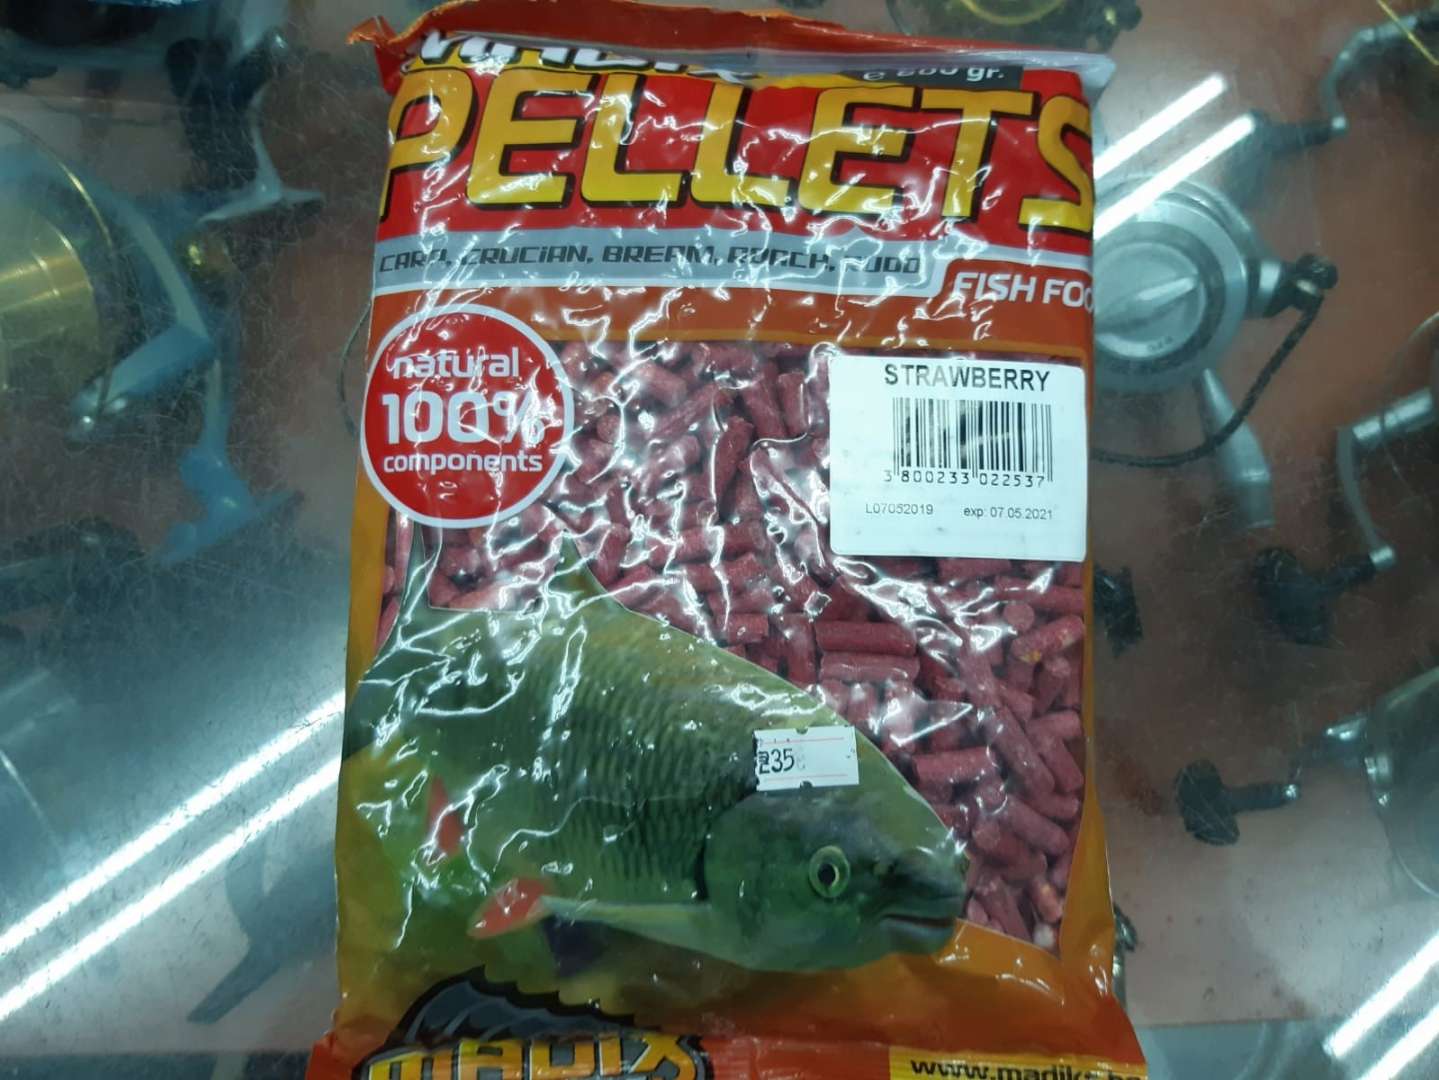 MADIX
PELLETS
CARP, CRUCIAN, BREAM, ROACH, RUDD
FISH FOO
natural
100%
components
STRAWBERRY
3 800233 022537
L07052019 exp: 07.05.2021
235
MADIX